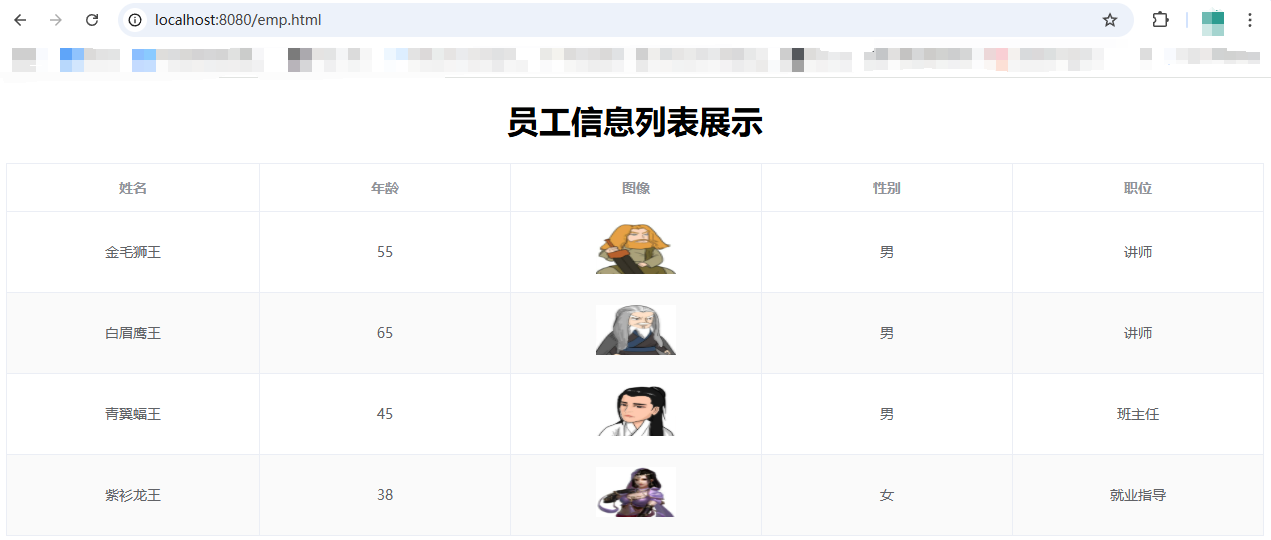 localhost:8080/emp.html
员工信息列表展示
姓名 年龄 图像 性别 职位
金毛狮王 55 男 讲师
白眉鹰王 65 男 讲师
青翼蝠王 45 男 班主任
紫衫龙王 38 女 就业指导